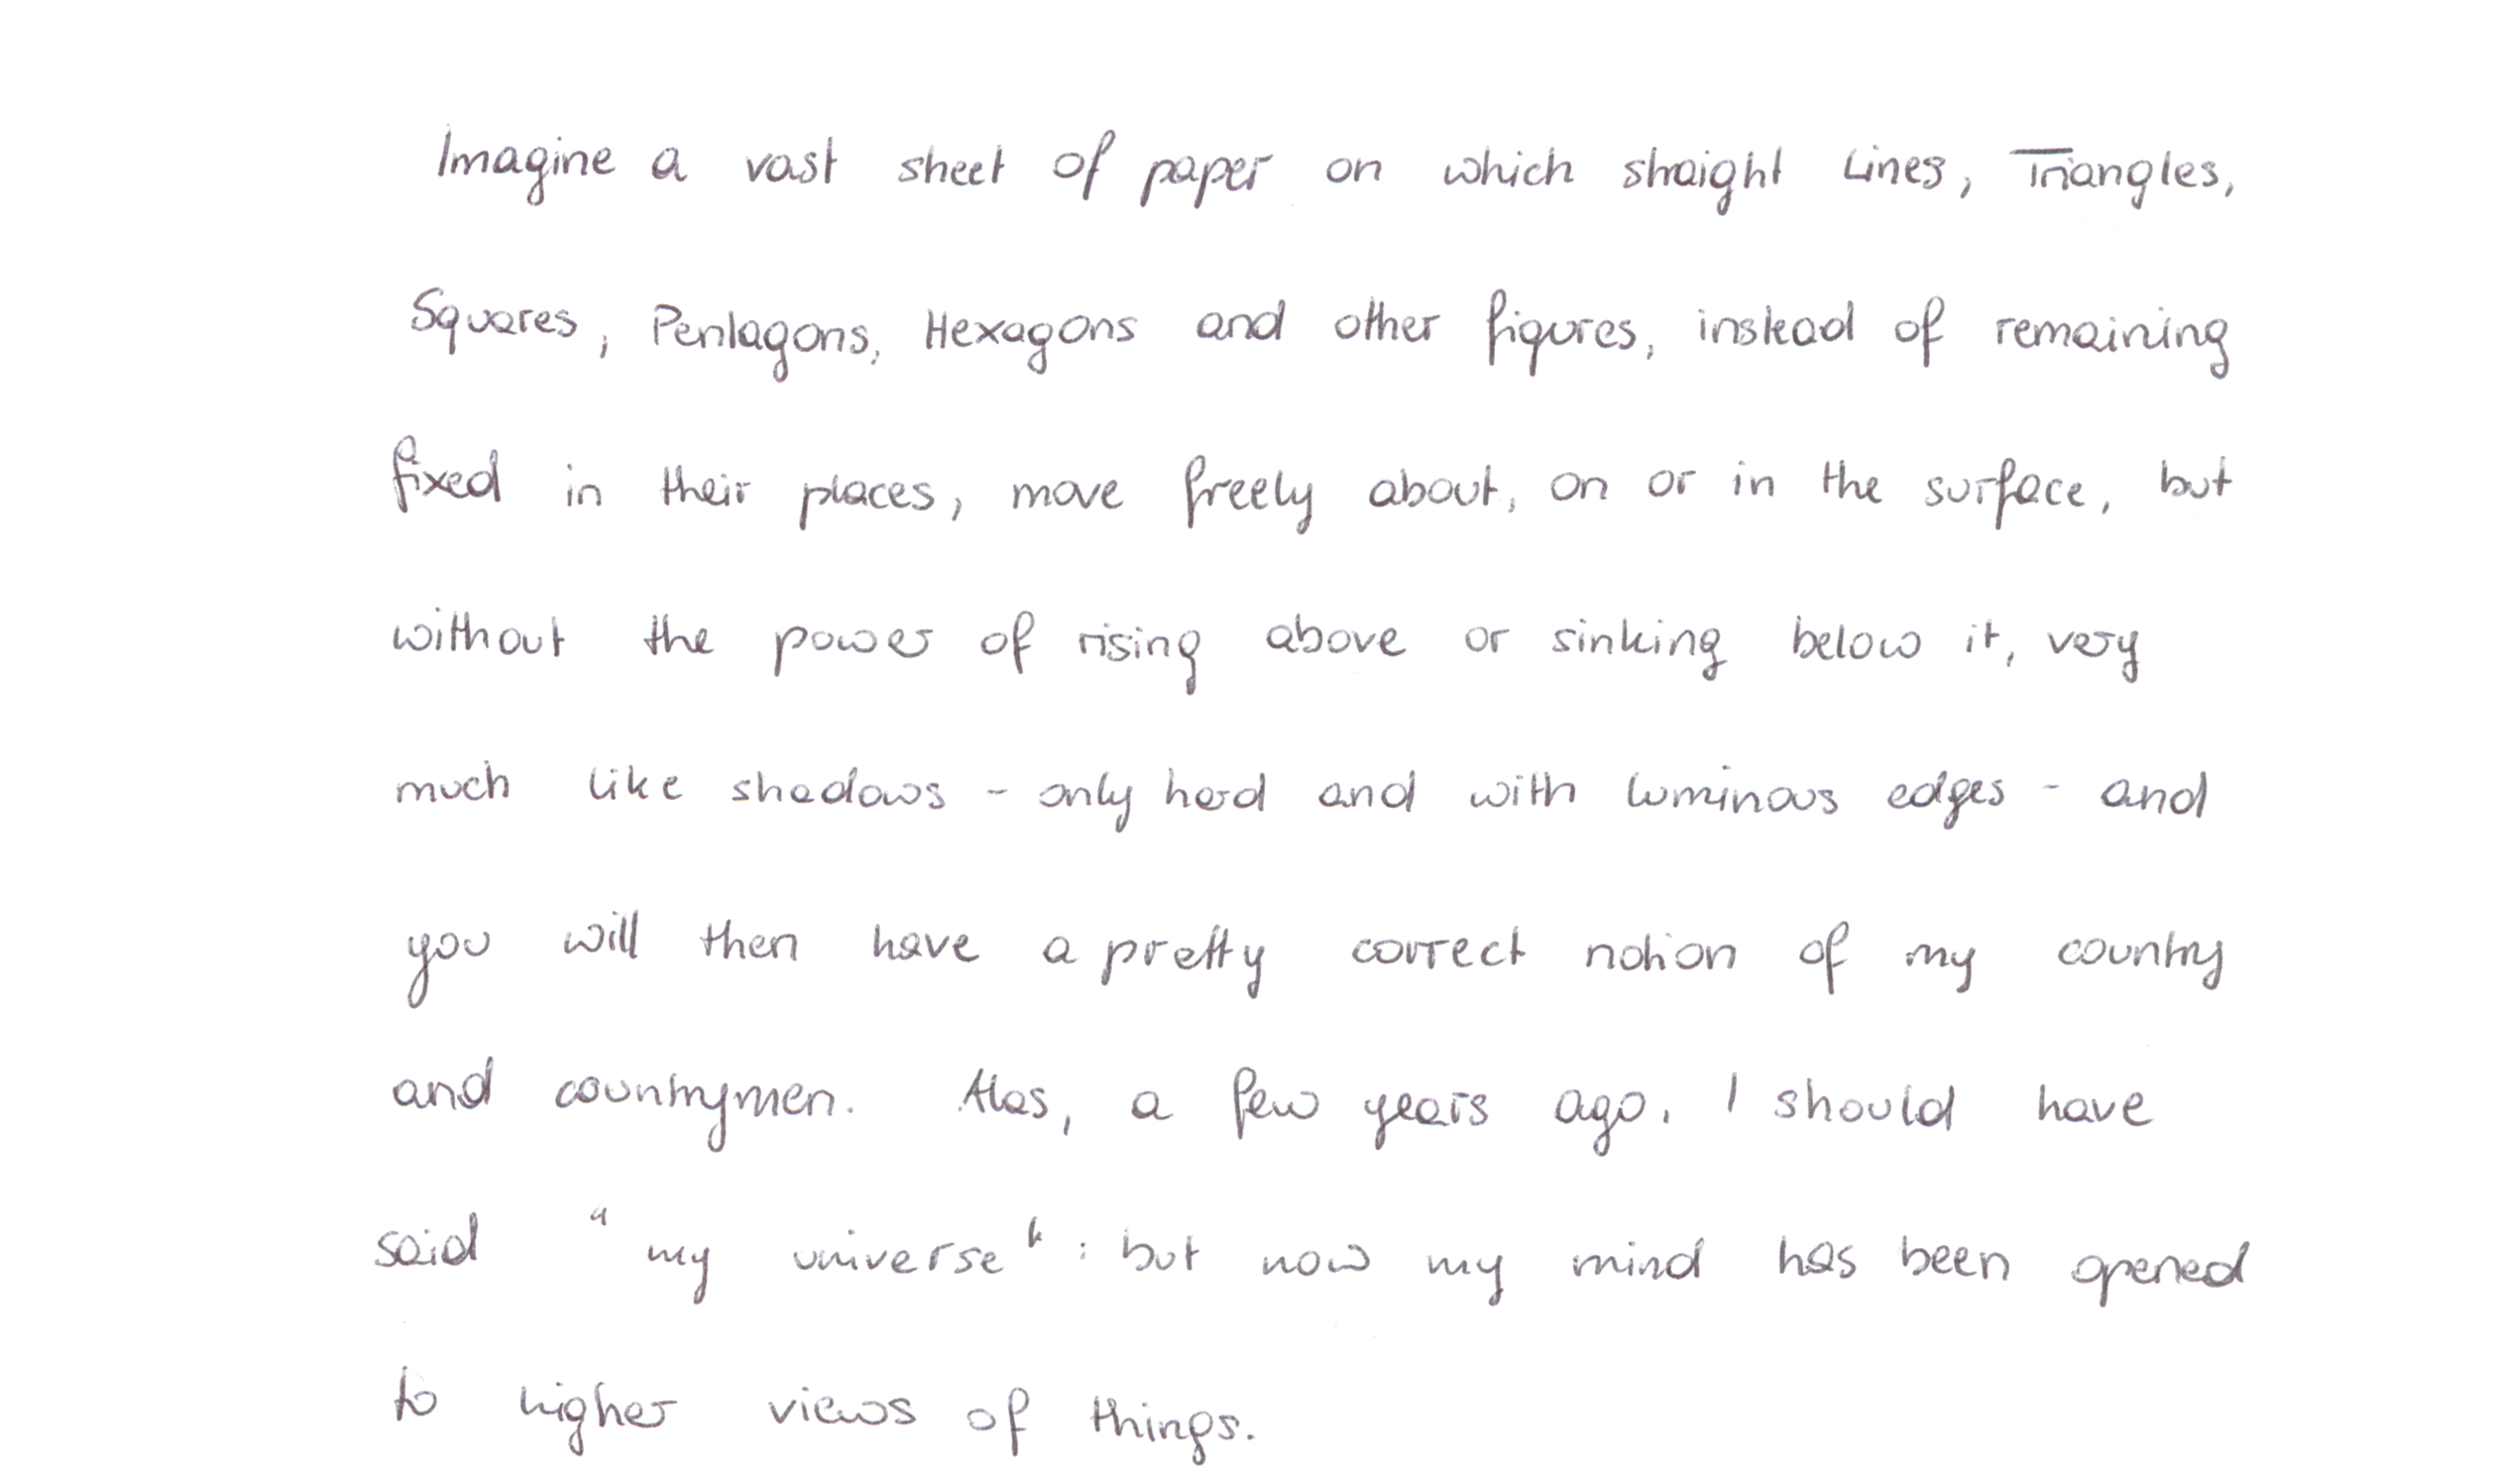 Imagine a vast sheet of paper on which straight Lines, Triangles,
Squares, Pentagons, Hexagons and other figures, instead of remaining
fixed in their places, move freely about, on or in the surface, but
without the power of rising above or sinking below it, very
much like shadows - only hard and with luminous edges - and
you will then have a pretty correct notion of my country
and countrymen. Alas, a few years ago, I should have
said "my universe": but now my mind has been opened
to higher views of things.